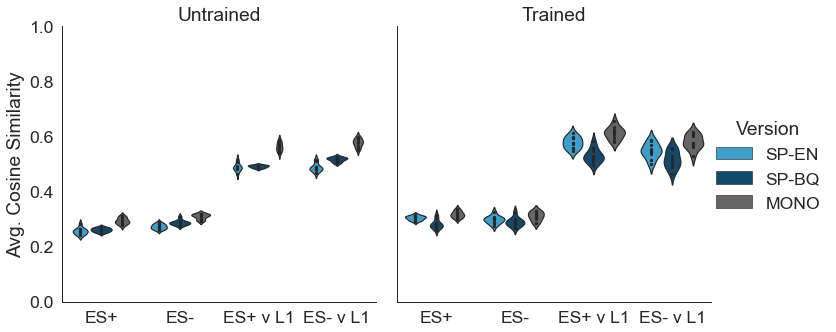 Untrained
Trained
Avg. Cosine Similarity
1.0
0.8
0.6
0.4
0.2
0.0
ES+ ES- ES+ v L1 ES- v L1
ES+ ES- ES+ v L1 ES- v L1
Version
SP-EN
SP-BQ
MONO